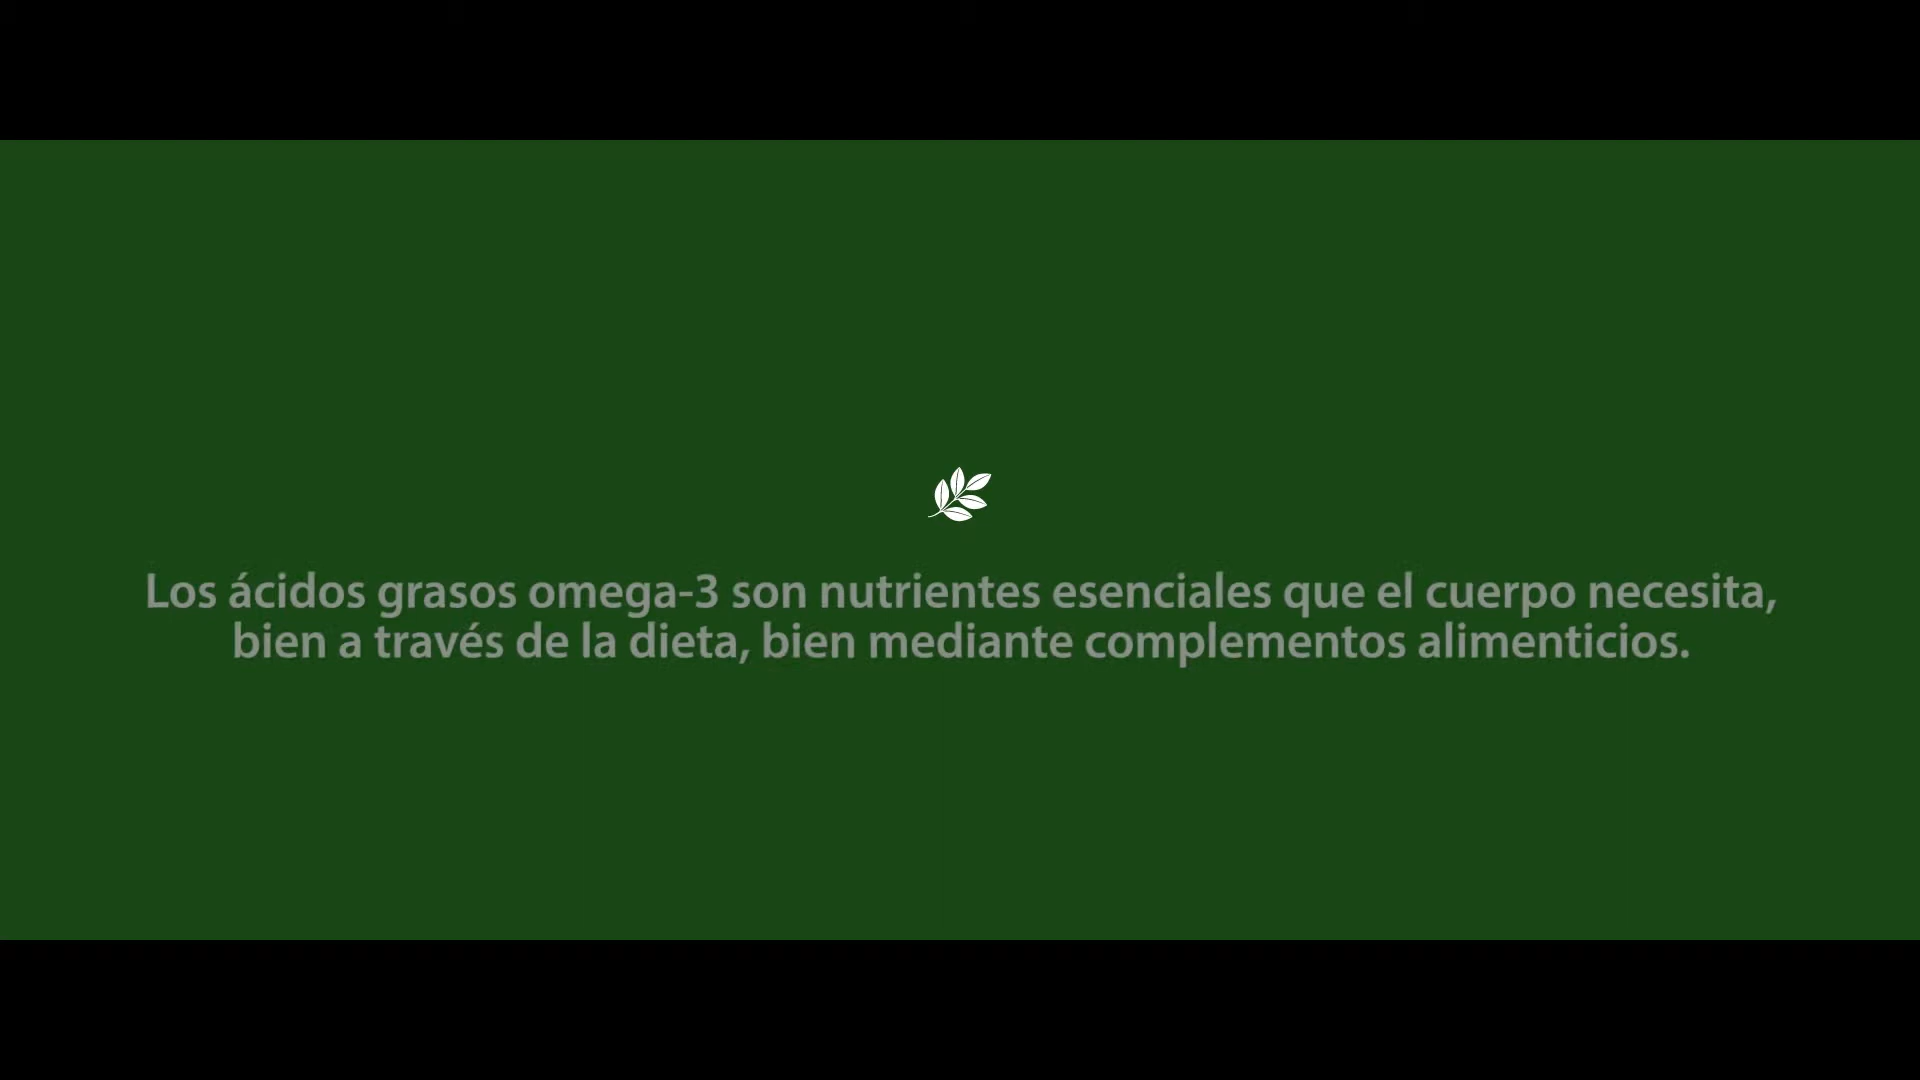 Los ácidos grasos omega-3 son nutrientes esenciales que el cuerpo necesita,
bien a través de la dieta, bien mediante complementos alimenticios.